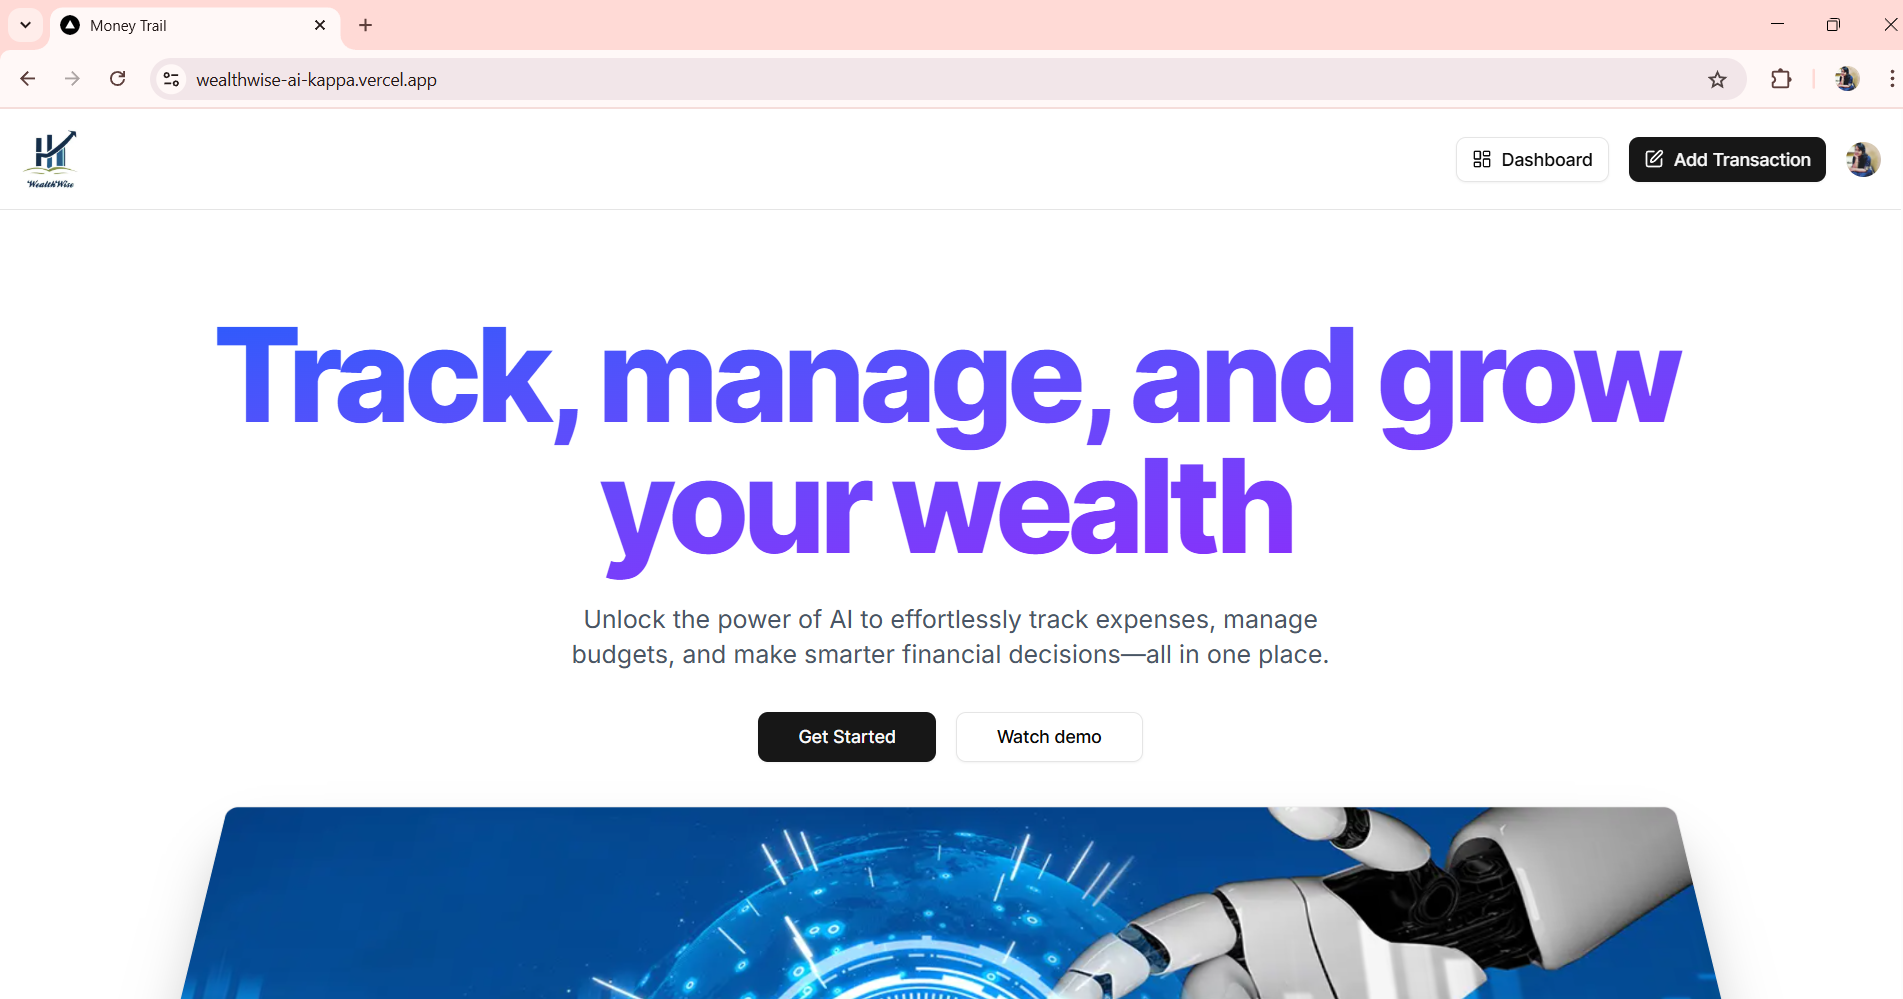 Money Trail
wealthwise-ai-kappa.vercel.app
WealthWise
Dashboard
Add Transaction
Track, manage, and grow
your wealth
Unlock the power of AI to effortlessly track expenses, manage
budgets, and make smarter financial decisions—all in one place.
Get Started
Watch demo